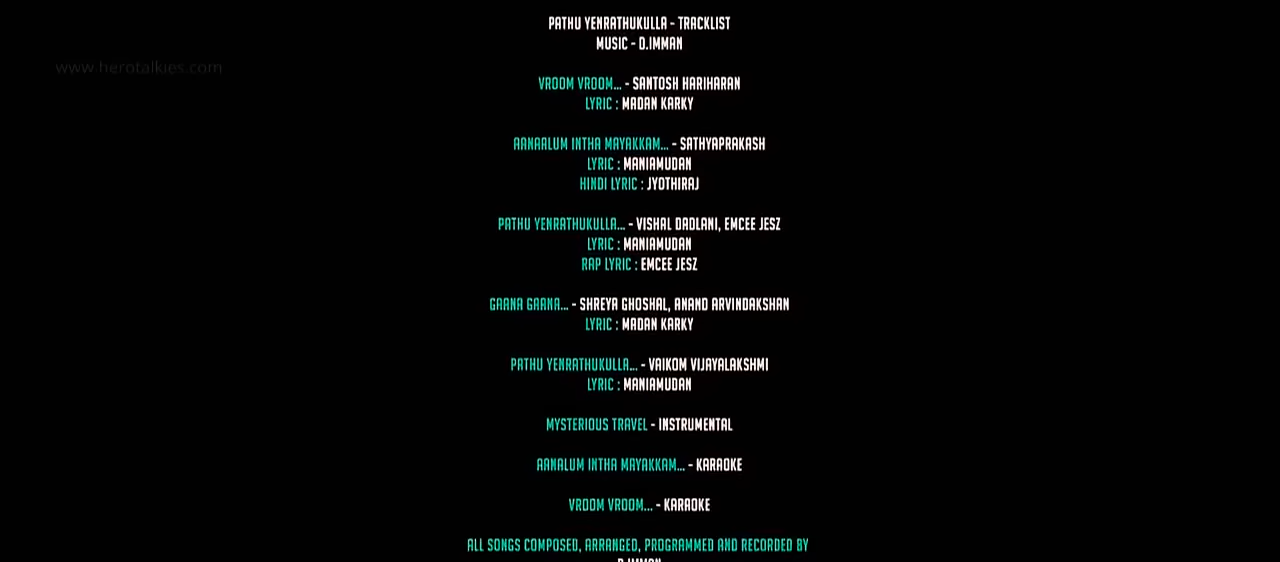 PATHU YENRATHUKULLA - TRACKLIST
MUSIC - D.IMMAN
www.herotalkies.com
VROOM VROOM... - SANTOSH HARIHARAN
LYRIC : MADAN KARKY
AANAALUM INTHA MAYAKKAM... - SATHYAPRAKASH
LYRIC : MANIAMUDAN
HINDI LYRIC : JYOTHIRAJ
PATHU YENRATHUKULLA... - VISHAL DADLANI, EMCEE JESZ
LYRIC : MANIAMUDAN
RAP LYRIC : EMCEE JESZ
GAANA GAANA... - SHREYA GHOSHAL, ANAND ARVINDAKSHAN
LYRIC : MADAN KARKY
PATHU YENRATHUKULLA... - VAIKOM VIJAYALAKSHMI
LYRIC : MANIAMUDAN
MYSTERIOUS TRAVEL - INSTRUMENTAL
AANALUM INTHA MAYAKKAM... - KARAOKE
VROOM VROOM... - KARAOKE
ALL SONGS COMPOSED, ARRANGED, PROGRAMMED AND RECORDED BY
D.IMMAN